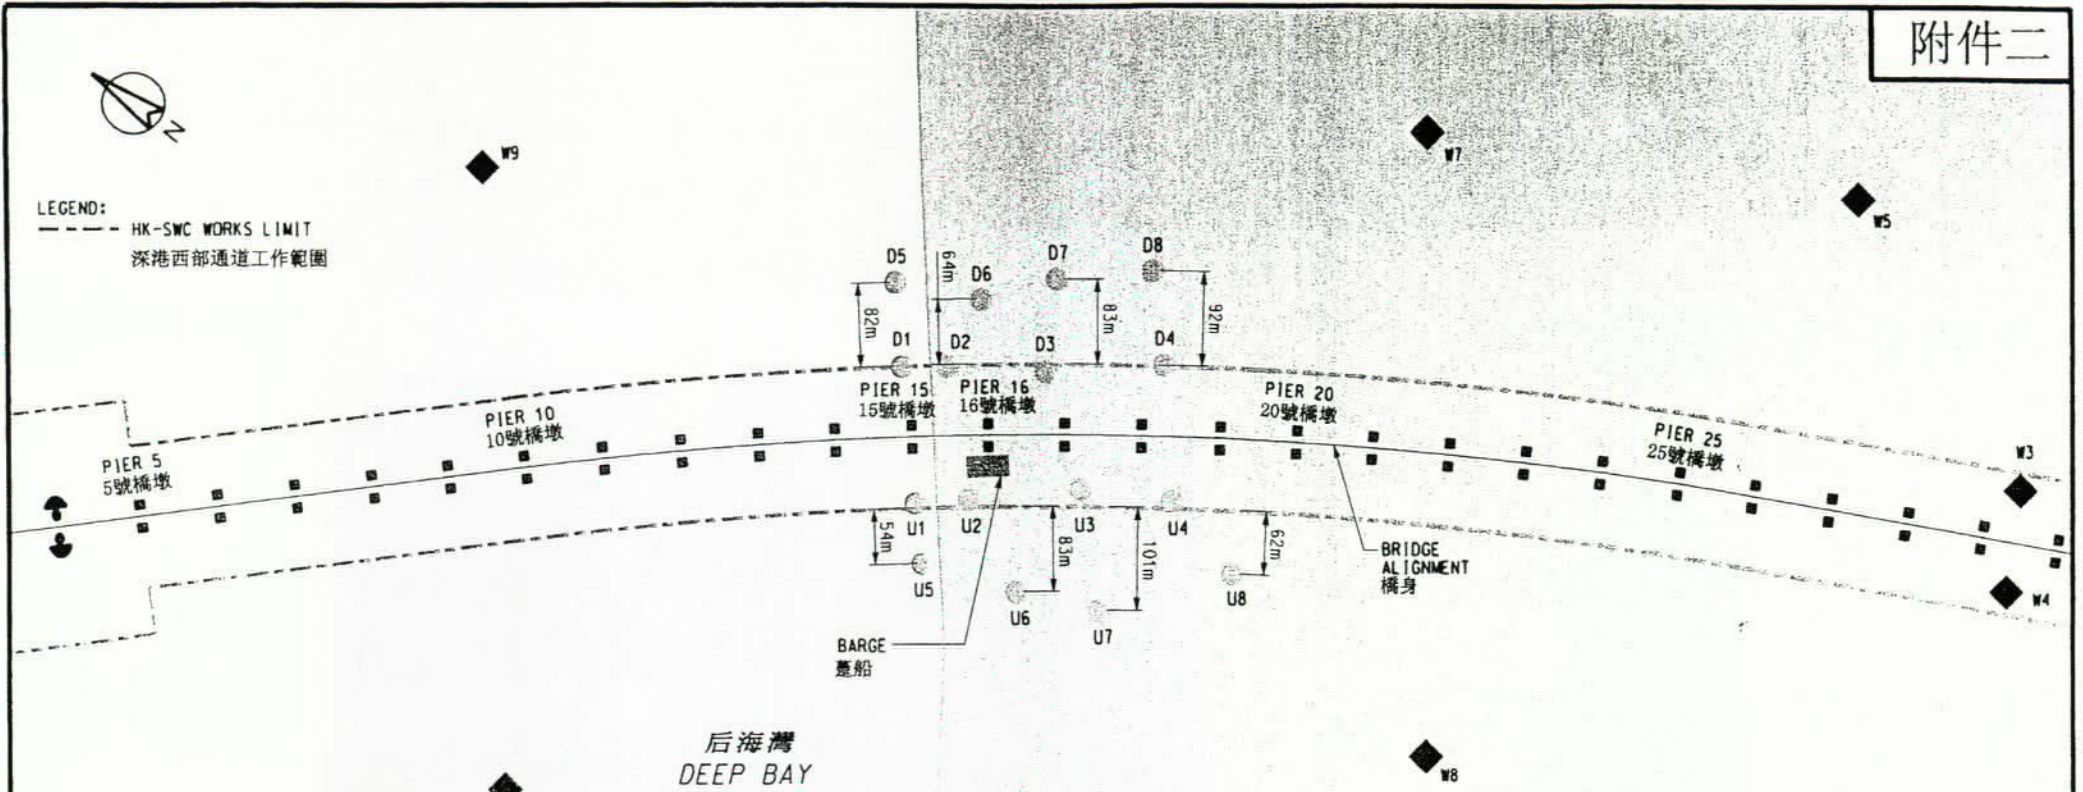 附件二
N
W9
W7
W5
LEGEND:
HK-SWC WORKS LIMIT
深港西部通道工作範圍
D5
64m
D6
D7
D8
82m
83m
92m
D1
D2
D3
D4
PIER 5
5號橋墩
PIER 10
10號橋墩
PIER 15
15號橋墩
PIER 16
16號橋墩
PIER 20
20號橋墩
PIER 25
25號橋墩
W3
U1
U2
U3
U4
54m
83m
101m
62m
U5
U6
U7
U8
BRIDGE
ALIGNMENT
橋身
W4
BARGE
躉船
后海灣
DEEP BAY
W8